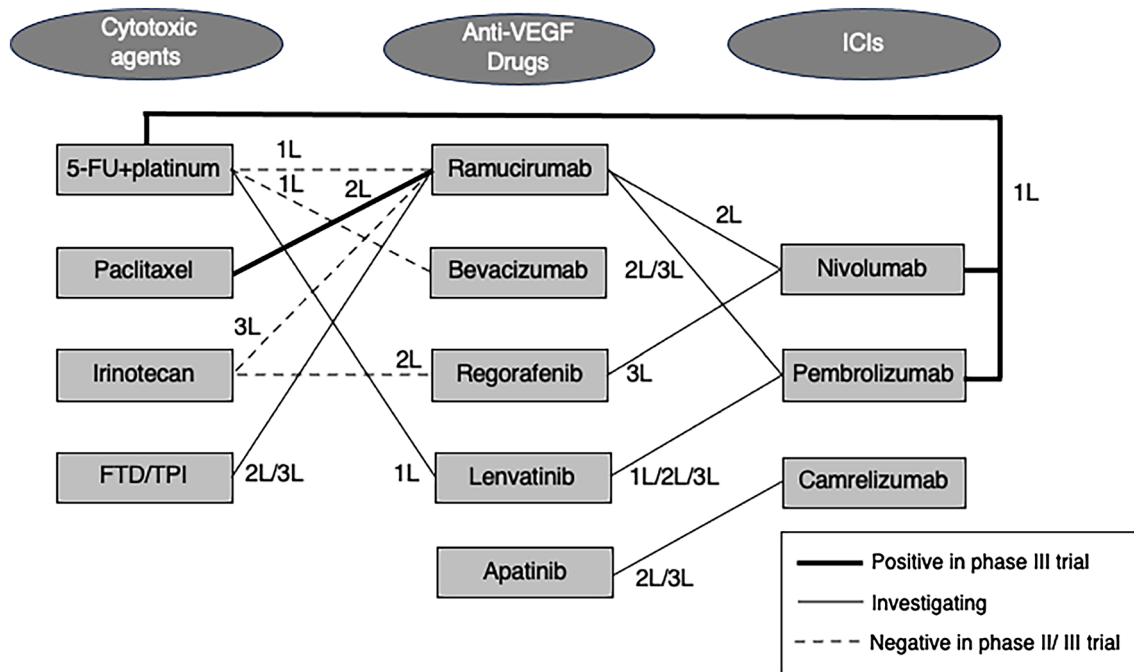 Cytotoxic
agents
Anti-VEGF
Drugs
ICIs
5-FU+platinum
1L
1L
2L
Ramucirumab
2L
1L
Paclitaxel
Bevacizumab
2L/3L
Nivolumab
3L
Irinotecan
2L
Regorafenib
3L
Pembrolizumab
FTD/TPI
2L/3L
1L
Lenvatinib
1L/2L/3L
Camrelizumab
Apatinib
2L/3L
Positive in phase III trial
Investigating
Negative in phase II/ III trial